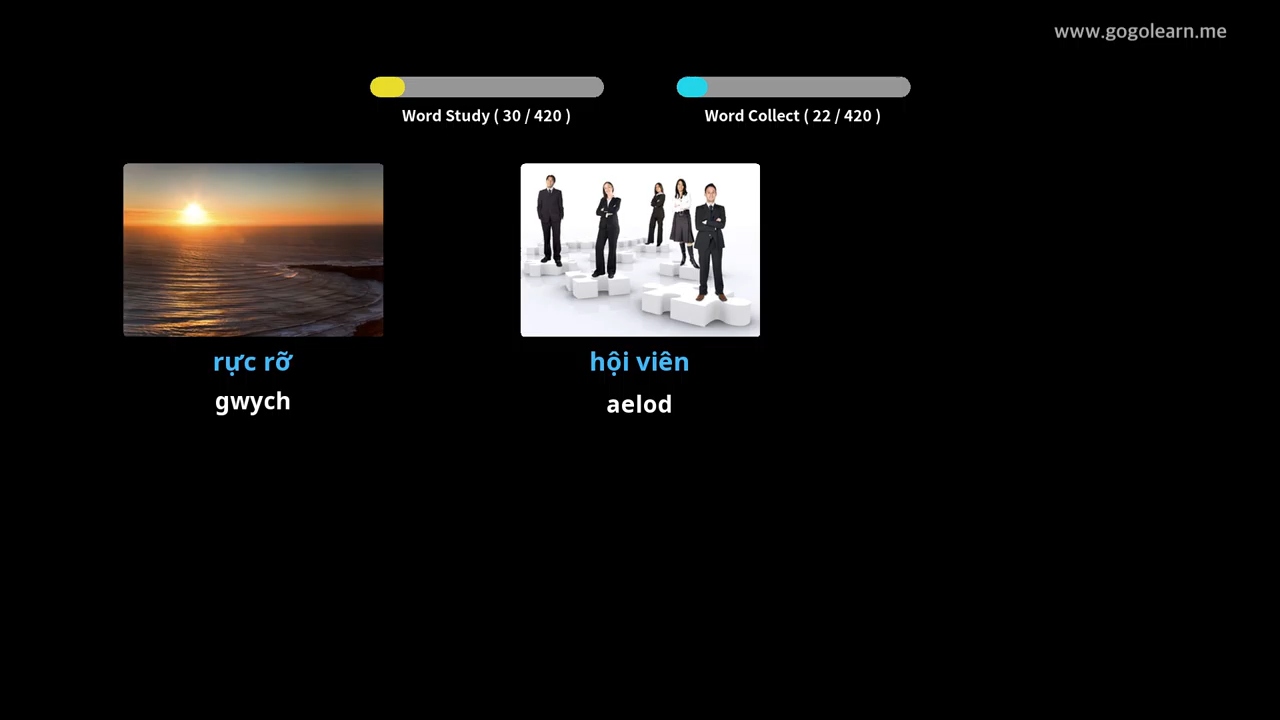 www.gogolearn.me
Word Study ( 30 / 420 )
Word Collect ( 22 / 420 )
rực rỡ
gwych
hội viên
aelod